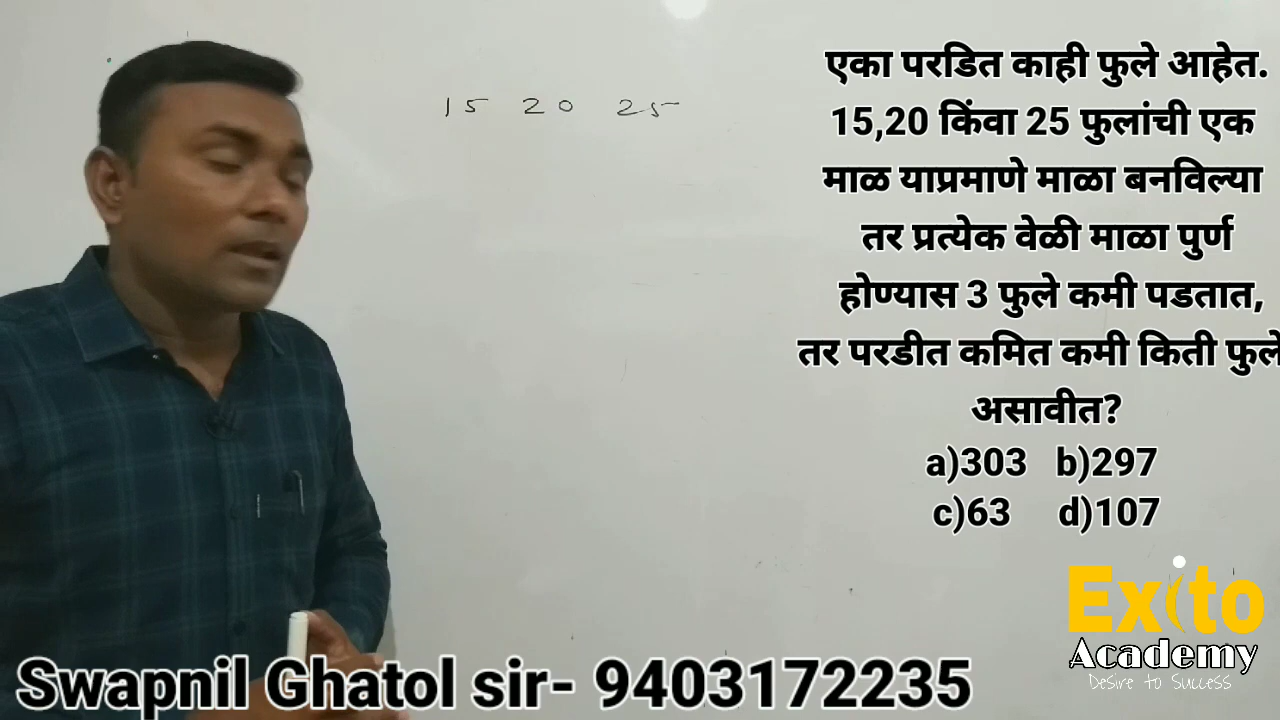 15 20 25
एका परडित काही फुले आहेत.
15,20 किंवा 25 फुलांची एक
माळ याप्रमाणे माळा बनविल्या
तर प्रत्येक वेळी माळा पुर्ण
होण्यास 3 फुले कमी पडतात,
तर परडीत कमित कमी किती फुले
असावीत?
a)303 b)297
c)63 d)107
Exito
Academy
Desire to Success
Swapnil Ghatol sir- 9403172235